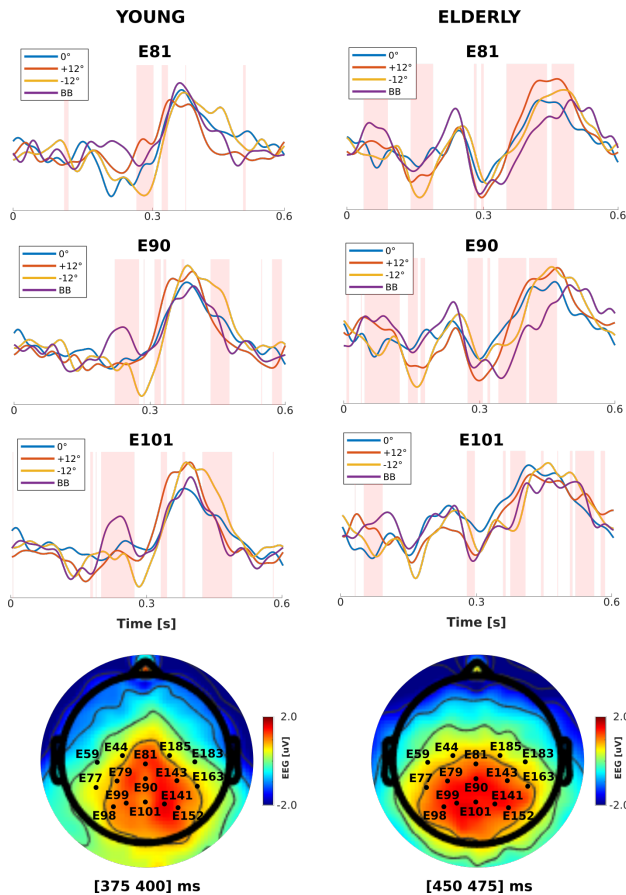 YOUNG
ELDERLY
E81
0°
+12°
-12°
BB
0
0.3
0.6
E81
0°
+12°
-12°
BB
0
0.3
0.6
E90
0°
+12°
-12°
BB
0
0.3
0.6
E90
0°
+12°
-12°
BB
0
0.3
0.6
E101
0°
+12°
-12°
BB
0
0.3
0.6
Time [s]
E101
0°
+12°
-12°
BB
0
0.3
0.6
Time [s]
E59 E44 E81 E185 E183
E77 E79 E143 E163
E99 E90 E141
E98 E101 E152
2.0
EEG [uV]
-2.0
[375 400] ms
E59 E44 E81 E185 E183
E77 E79 E143 E163
E99 E90 E141
E98 E101 E152
2.0
EEG [uV]
-2.0
[450 475] ms